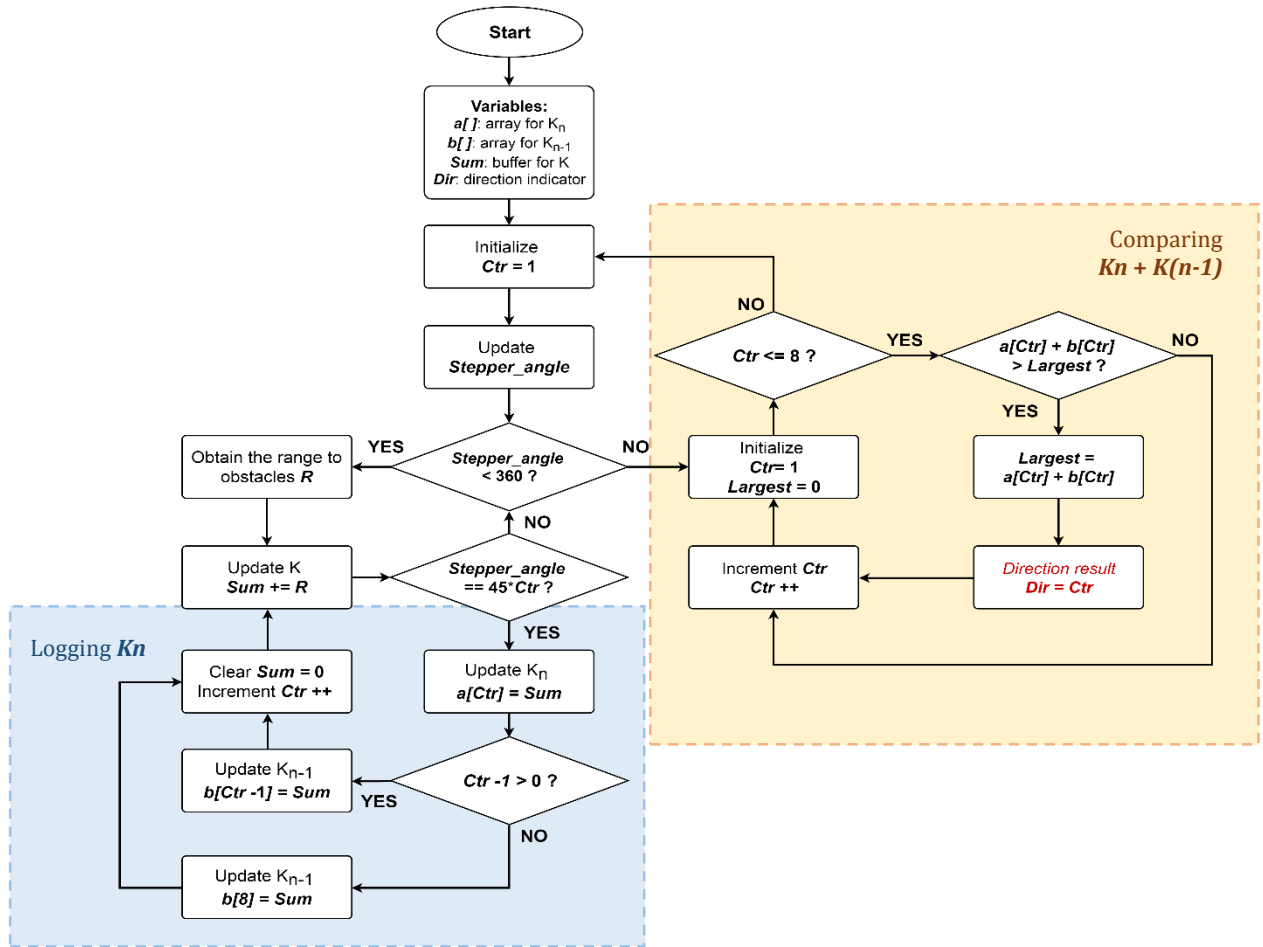 Start
Variables:
a[ ]: array for Kn
b[ ]: array for Kn-1
Sum: buffer for K
Dir: direction indicator
Initialize
Ctr = 1
Update
Stepper_angle
Stepper_angle
< 360 ?
YES
NO
Obtain the range to
obstacles R
Update K
Sum += R
Stepper_angle
== 45*Ctr ?
NO
YES
Logging Kn
Update Kn
a[Ctr] = Sum
Ctr -1 > 0 ?
YES
NO
Update Kn-1
b[Ctr -1] = Sum
Clear Sum = 0
Increment Ctr ++
Update Kn-1
b[8] = Sum
Comparing
Kn + K(n-1)
Initialize
Ctr= 1
Largest = 0
Ctr <= 8 ?
NO
YES
a[Ctr] + b[Ctr]
> Largest ?
NO
YES
Largest =
a[Ctr] + b[Ctr]
Direction result
Dir = Ctr
Increment Ctr
Ctr ++